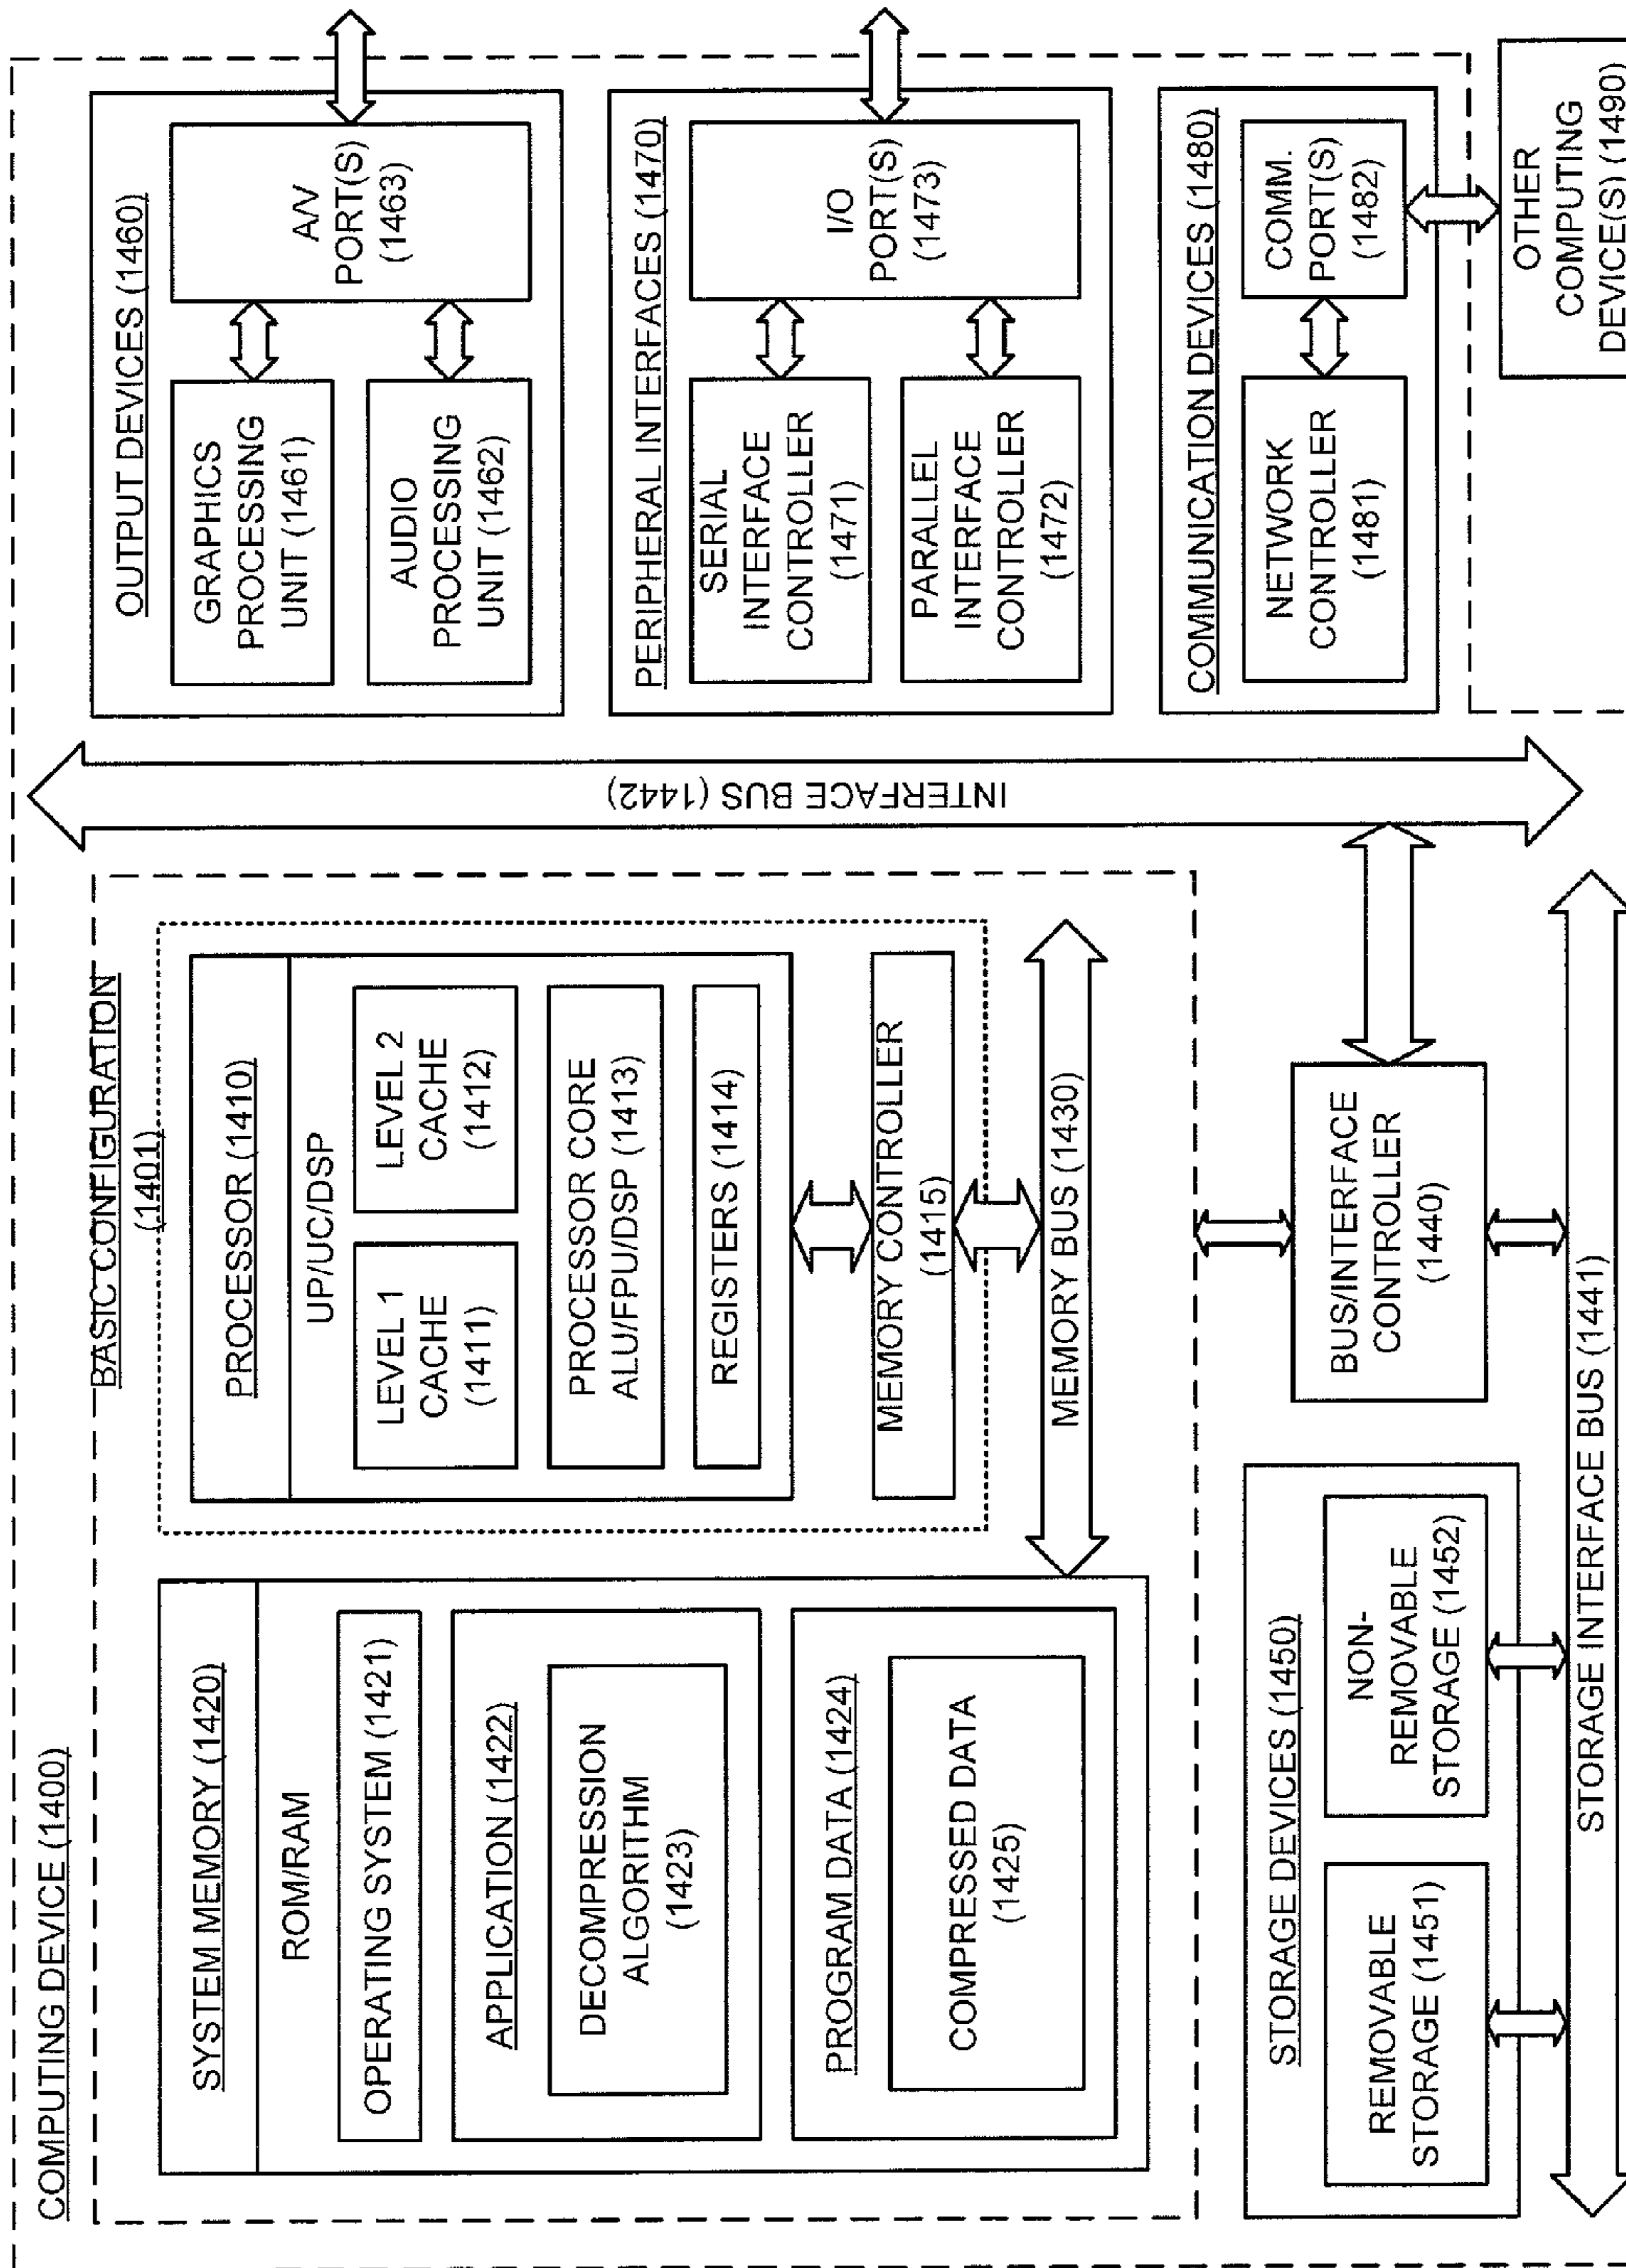 COMPUTING DEVICE (1400)
BASIC CONFIGURATION
(1401)
SYSTEM MEMORY (1420)
ROM/RAM
OPERATING SYSTEM (1421)
APPLICATION (1422)
DECOMPRESSION
ALGORITHM
(1423)
PROGRAM DATA (1424)
COMPRESSED DATA
(1425)
PROCESSOR (1410)
UP/UC/DSP
LEVEL 1
CACHE
(1411)
LEVEL 2
CACHE
(1412)
PROCESSOR CORE
ALU/FPU/DSP (1413)
REGISTERS (1414)
MEMORY CONTROLLER
(1415)
MEMORY BUS (1430)
STORAGE DEVICES (1450)
REMOVABLE
STORAGE (1451)
NON-
REMOVABLE
STORAGE (1452)
BUS/INTERFACE
CONTROLLER
(1440)
STORAGE INTERFACE BUS (1441)
INTERFACE BUS (1442)
OUTPUT DEVICES (1460)
GRAPHICS
PROCESSING
UNIT (1461)
AUDIO
PROCESSING
UNIT (1462)
A/V
PORT(S)
(1463)
PERIPHERAL INTERFACES (1470)
SERIAL
INTERFACE
CONTROLLER
(1471)
PARALLEL
INTERFACE
CONTROLLER
(1472)
I/O
PORT(S)
(1473)
COMMUNICATION DEVICES (1480)
NETWORK
CONTROLLER
(1481)
COMM.
PORT(S)
(1482)
OTHER
COMPUTING
DEVICE(S) (1490)